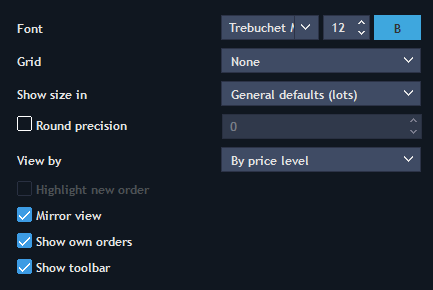 Font Trebuchet M 12 B
Grid None
Show size in General defaults (lots)
Round precision 0
View by By price level
Highlight new order
Mirror view
Show own orders
Show toolbar